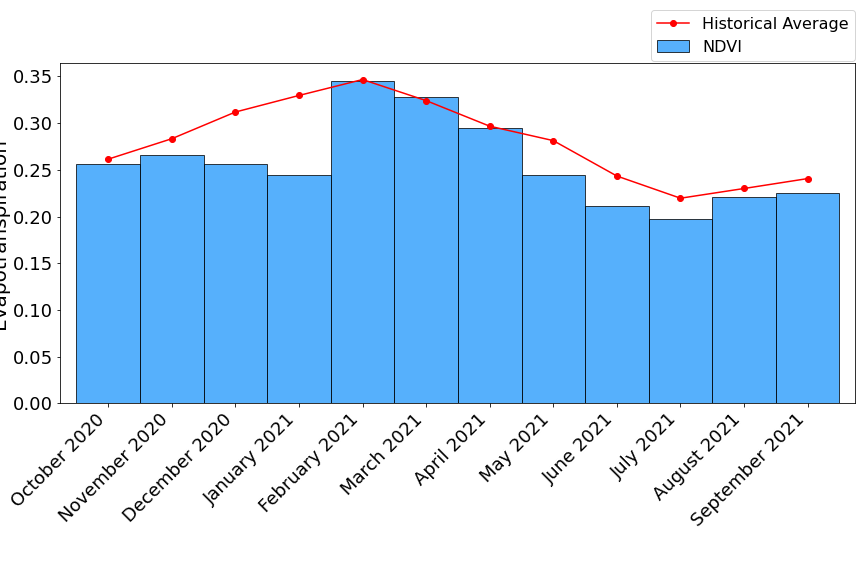 Historical Average
NDVI
Evapotranspiration
0.35
0.30
0.25
0.20
0.15
0.10
0.05
0.00
October 2020
November 2020
December 2020
January 2021
February 2021
March 2021
April 2021
May 2021
June 2021
July 2021
August 2021
September 2021